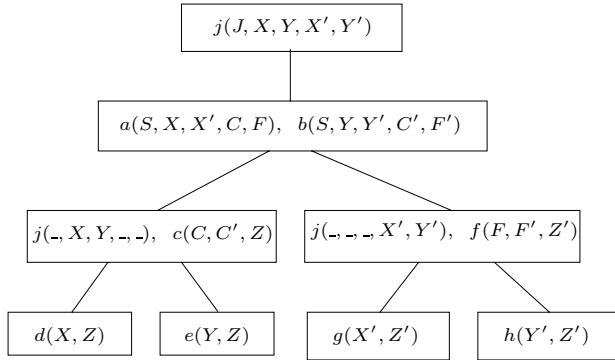 j(J, X, Y, X′, Y′)
a(S, X, X′, C, F), b(S, Y, Y′, C′, F′)
j(_, X, Y, _, _), c(C, C′, Z) j(_, _, _, X′, Y′), f(F, F′, Z′)
d(X, Z) e(Y, Z) g(X′, Z′) h(Y′, Z′)